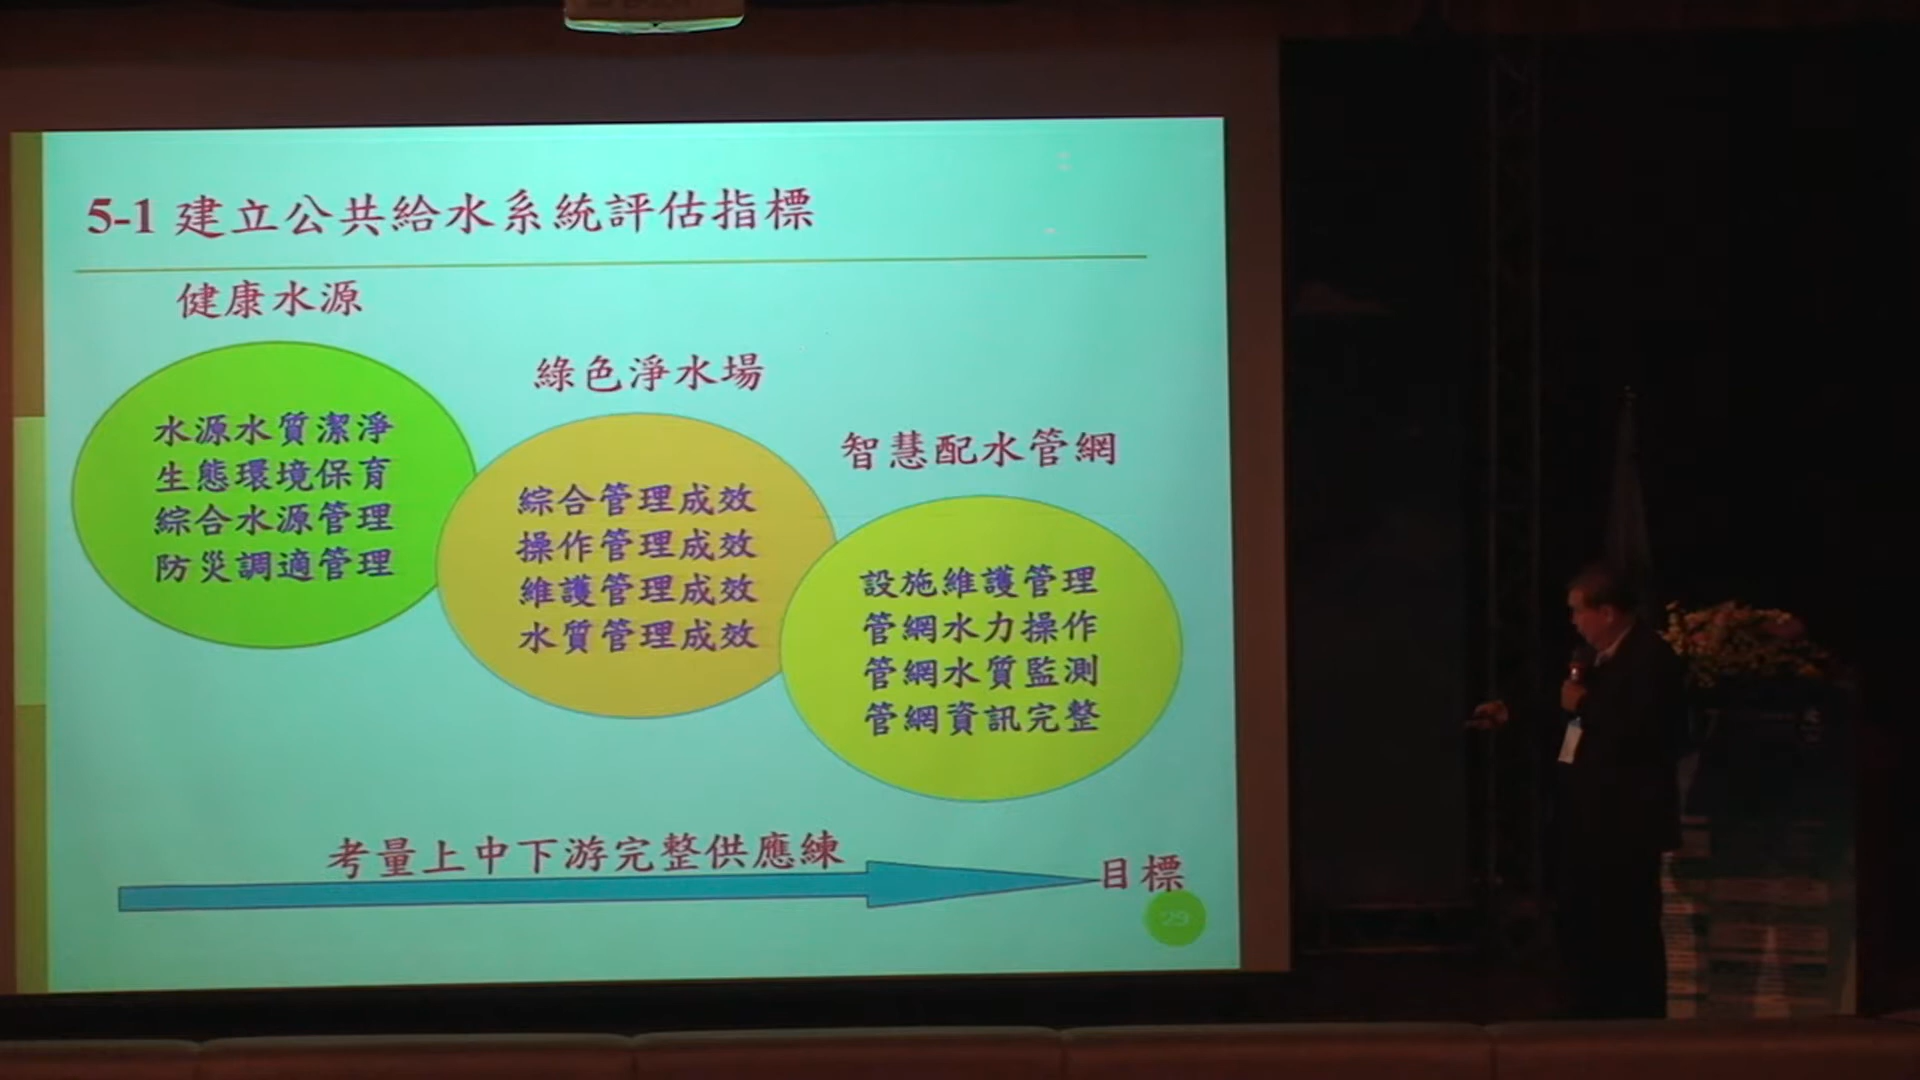 5-1 建立公共給水系統評估指標
健康水源
水源水質潔淨
生態環境保育
綜合水源管理
防災調適管理
綠色淨水場
綜合管理成效
操作管理成效
維護管理成效
水質管理成效
智慧配水管網
設施維護管理
管網水力操作
管網水質監測
管網資訊完整
考量上中下游完整供應練
目標
29